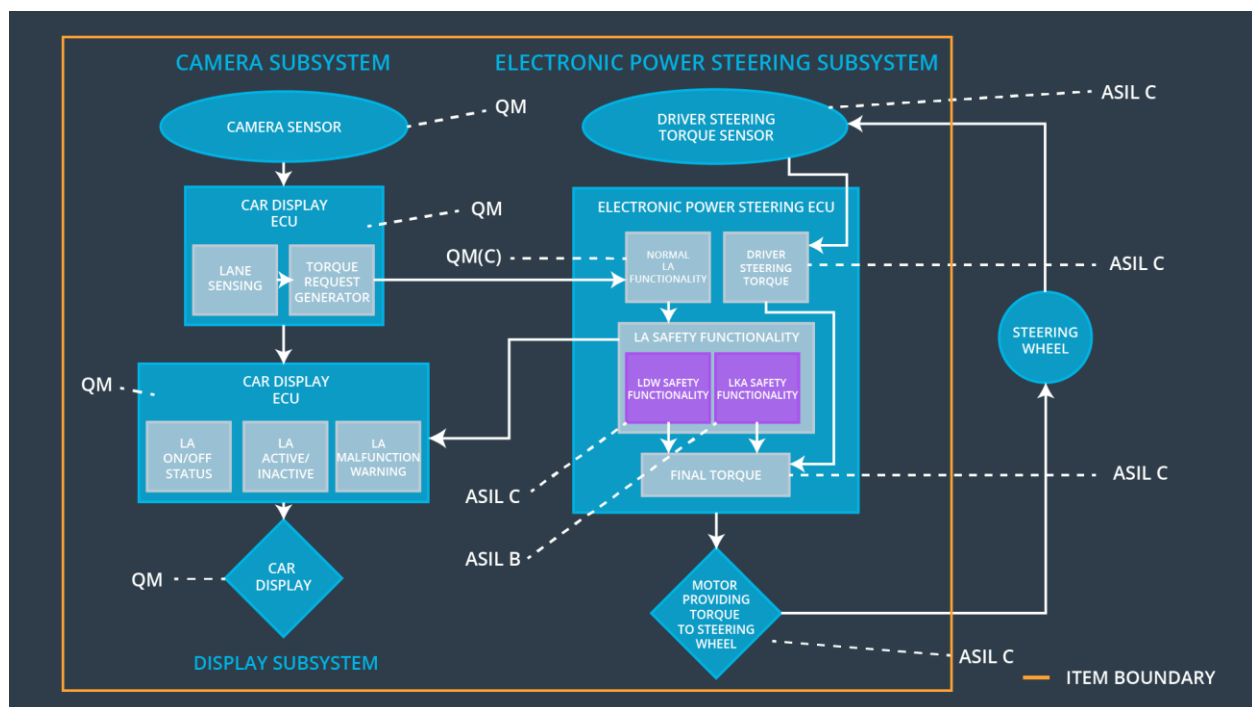 CAMERA SUBSYSTEM
ELECTRONIC POWER STEERING SUBSYSTEM
CAMERA SENSOR
QM
DRIVER STEERING
TORQUE SENSOR
ASIL C
CAR DISPLAY
ECU
QM
LANE
SENSING
TORQUE
REQUEST
GENERATOR
ELECTRONIC POWER STEERING ECU
QM(C)
NORMAL
LA
FUNCTIONALITY
DRIVER
STEERING
TORQUE
ASIL C
STEERING
WHEEL
LA SAFETY FUNCTIONALITY
LDW SAFETY
FUNCTIONALITY
LKA SAFETY
FUNCTIONALITY
QM
CAR DISPLAY
ECU
LA
ON/OFF
STATUS
LA
ACTIVE/
INACTIVE
LA
MALFUNCTION
WARNING
FINAL TORQUE
ASIL C
ASIL C
ASIL B
QM
CAR
DISPLAY
MOTOR
PROVIDING
TORQUE
TO STEERING
WHEEL
ASIL C
DISPLAY SUBSYSTEM
ITEM BOUNDARY